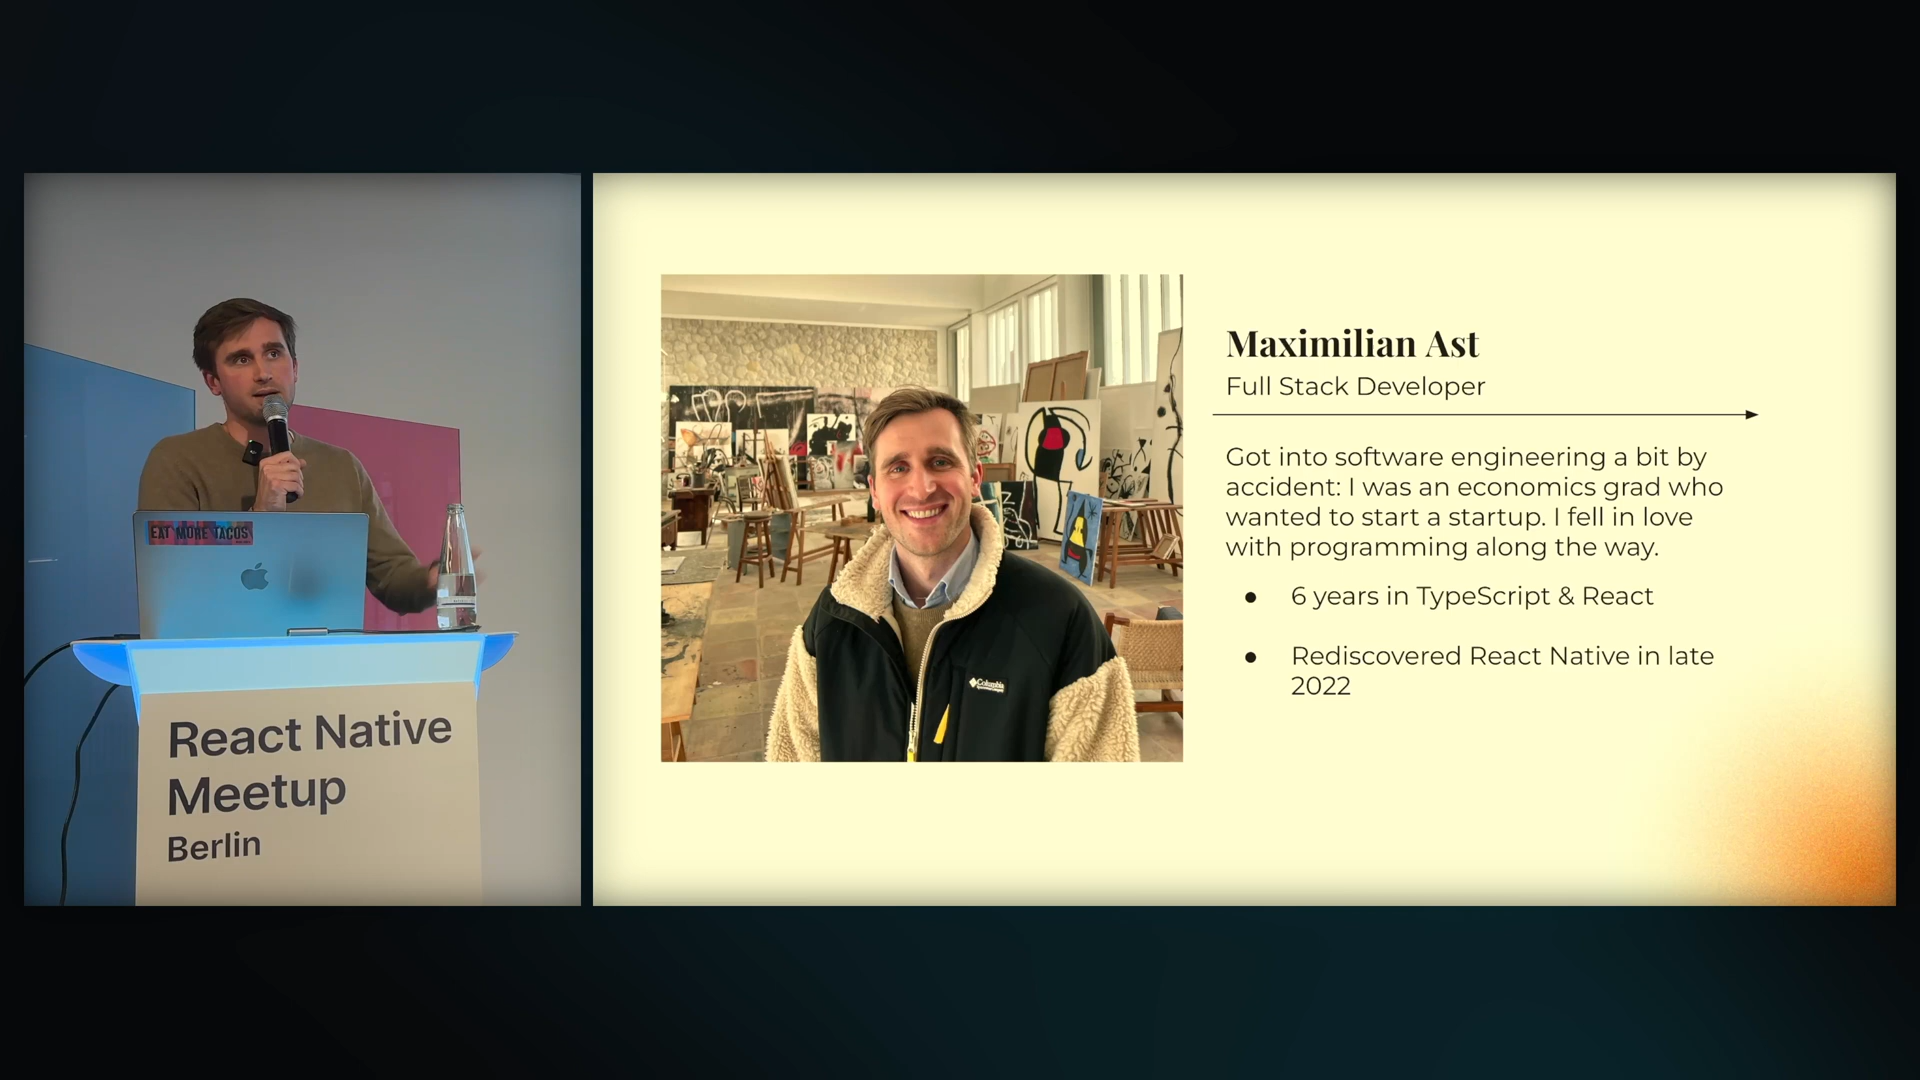 EAT MORE TACOS
React Native
Meetup
Berlin
Columbia
Maximilian Ast
Full Stack Developer
Got into software engineering a bit by
accident: I was an economics grad who
wanted to start a startup. I fell in love
with programming along the way.
● 6 years in TypeScript & React
● Rediscovered React Native in late
2022